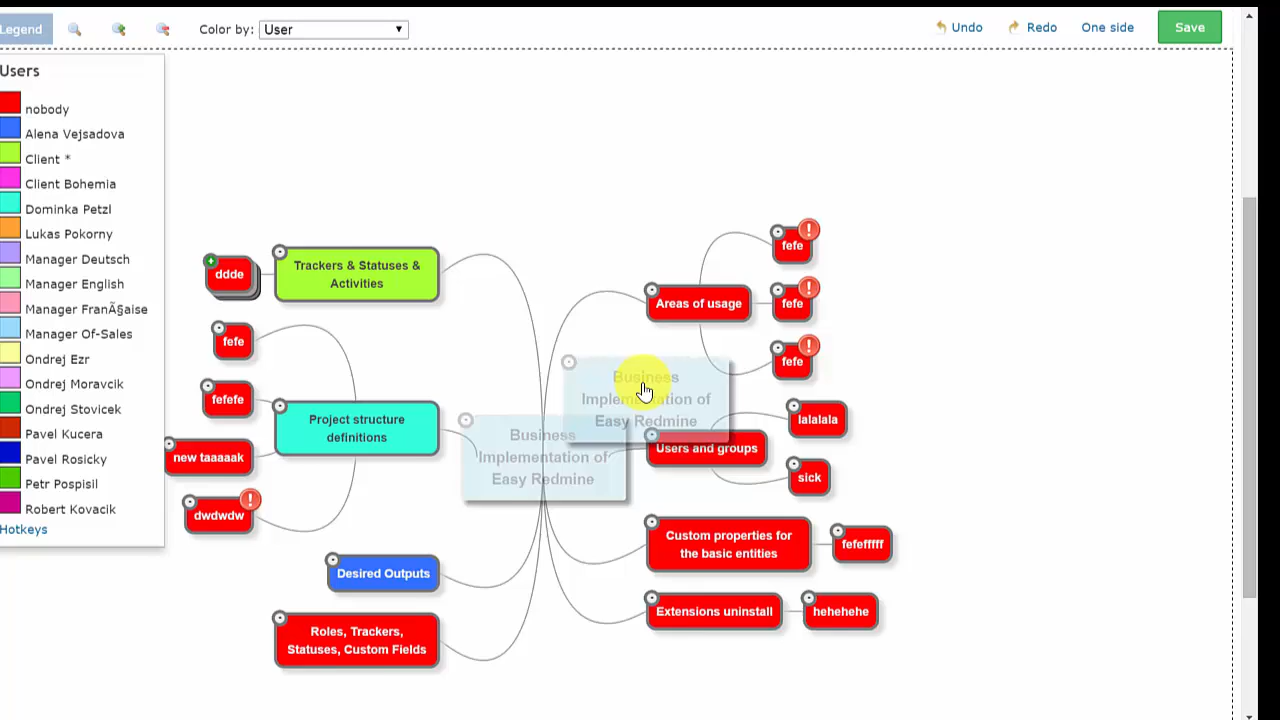 Legend
Color by:
User
Undo
Redo
One side
Save
Users
nobody
Alena Vejsadova
Client *
Client Bohemia
Dominka Petzl
Lukas Pokorny
Manager Deutsch
Manager English
Manager FranÃ§aise
Manager Of-Sales
Ondrej Ezr
Ondrej Moravcik
Ondrej Stovicek
Pavel Kucera
Pavel Rosicky
Petr Pospisil
Robert Kovacik
Hotkeys
ddde
Trackers & Statuses &
Activities
fefe
fefefe
new taaaaak
dwdwdw
Project structure
definitions
Desired Outputs
Roles, Trackers,
Statuses, Custom Fields
Business
Implementation of
Easy Redmine
Business
Implementation of
Easy Redmine
Areas of usage
fefe
fefe
fefe
Users and groups
lalalala
sick
Custom properties for
the basic entities
fefefffff
Extensions uninstall
hehehehe